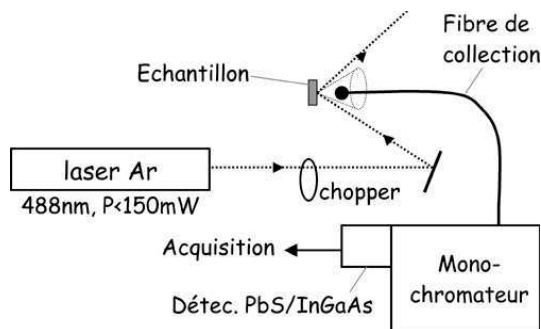 Fibre de
collection
Echantillon
laser Ar
488nm, P<150mW
chopper
Acquisition
Mono-
chromateur
Détec. PbS/InGaAs